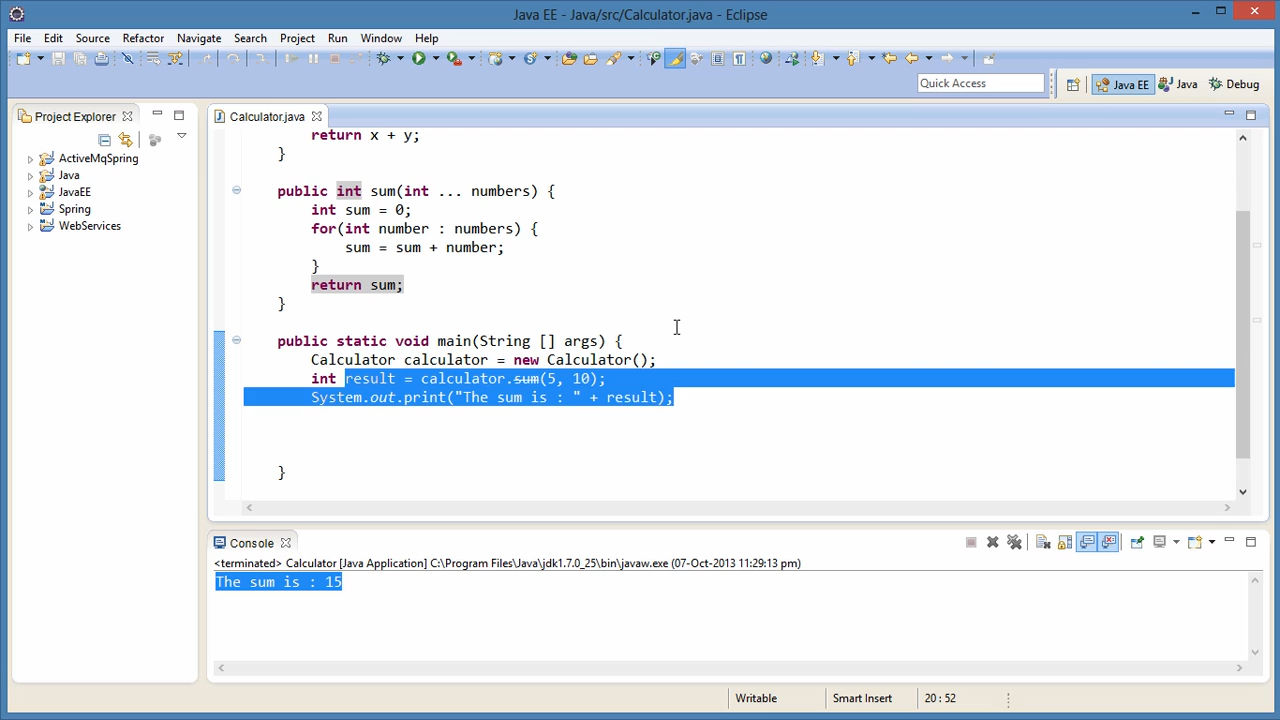 Java EE - Java/src/Calculator.java - Eclipse
File Edit Source Refactor Navigate Search Project Run Window Help
Quick Access
Java EE Java Debug
Project Explorer
ActiveMqSpring
Java
JavaEE
Spring
WebServices
Calculator.java
return x + y;
}
public int sum(int ... numbers) {
int sum = 0;
for(int number : numbers) {
sum = sum + number;
}
return sum;
}
public static void main(String [] args) {
Calculator calculator = new Calculator();
int result = calculator.sum(5, 10);
System.out.print("The sum is : " + result);
}
Console
<terminated> Calculator [Java Application] C:\Program Files\Java\jdk1.7.0_25\bin\javaw.exe (07-Oct-2013 11:29:13 pm)
The sum is : 15
Writable Smart Insert 20 : 52